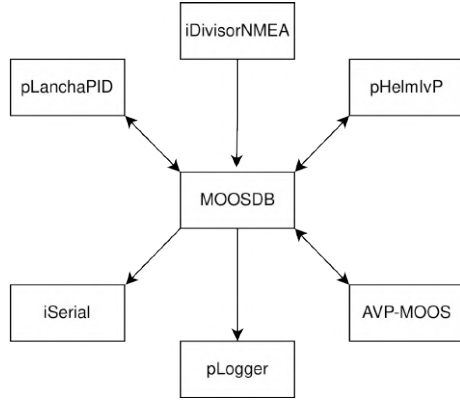 iDivisorNMEA
pLanchaPID
pHelmIvP
MOOSDB
iSerial
AVP-MOOS
pLogger